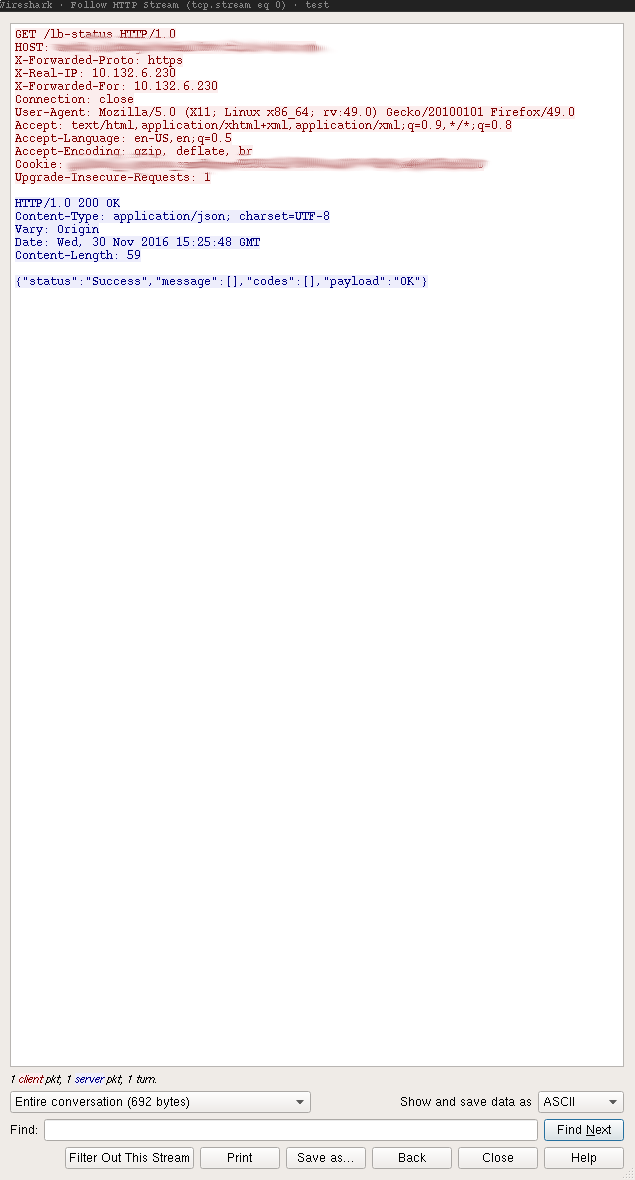 Wireshark · Follow HTTP Stream (tcp.stream eq 0) · test
GET /lb-status HTTP/1.0
HOST:
X-Forwarded-Proto: https
X-Real-IP: 10.132.6.230
X-Forwarded-For: 10.132.6.230
Connection: close
User-Agent: Mozilla/5.0 (X11; Linux x86_64; rv:49.0) Gecko/20100101 Firefox/49.0
Accept: text/html,application/xhtml+xml,application/xml;q=0.9,*/*;q=0.8
Accept-Language: en-US,en;q=0.5
Accept-Encoding: gzip, deflate, br
Cookie:
Upgrade-Insecure-Requests: 1
HTTP/1.0 200 OK
Content-Type: application/json; charset=UTF-8
Vary: Origin
Date: Wed, 30 Nov 2016 15:25:48 GMT
Content-Length: 59
{"status":"Success","message":[],"codes":[],"payload":"OK"}
1 client pkt, 1 server pkt, 1 turn.
Entire conversation (692 bytes) Show and save data as ASCII
Find: Find Next
Filter Out This Stream Print Save as... Back Close Help